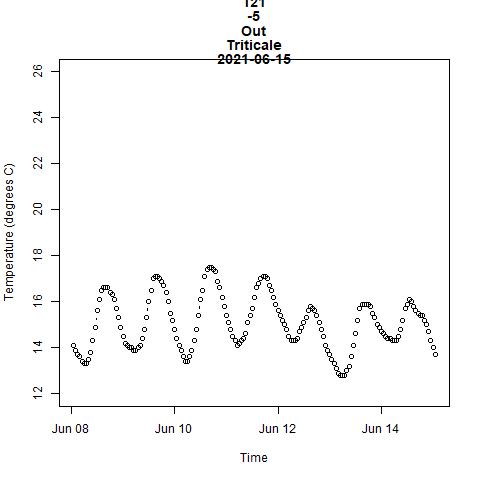 121
-5
Out
Triticale
2021-06-15
Temperature (degrees C)
26
24
22
20
18
16
14
12
Jun 08
Jun 10
Jun 12
Jun 14
Time